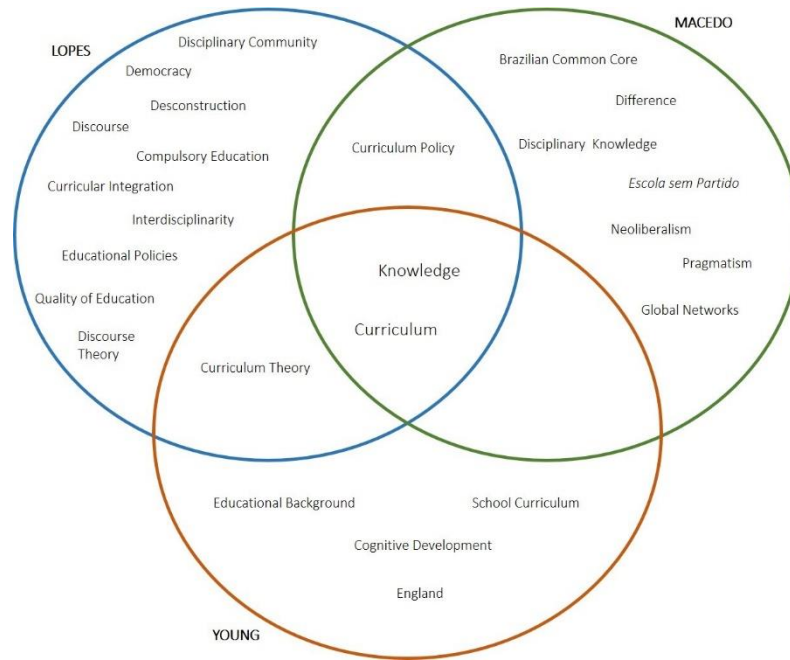 LOPES
MACEDO
Disciplinary Community
Democracy
Desconstruction
Discourse
Compulsory Education
Curricular Integration
Interdisciplinarity
Educational Policies
Quality of Education
Discourse
Theory
Curriculum Policy
Brazilian Common Core
Difference
Disciplinary Knowledge
Escola sem Partido
Neoliberalism
Pragmatism
Global Networks
Knowledge
Curriculum
Curriculum Theory
Educational Background
School Curriculum
Cognitive Development
England
YOUNG